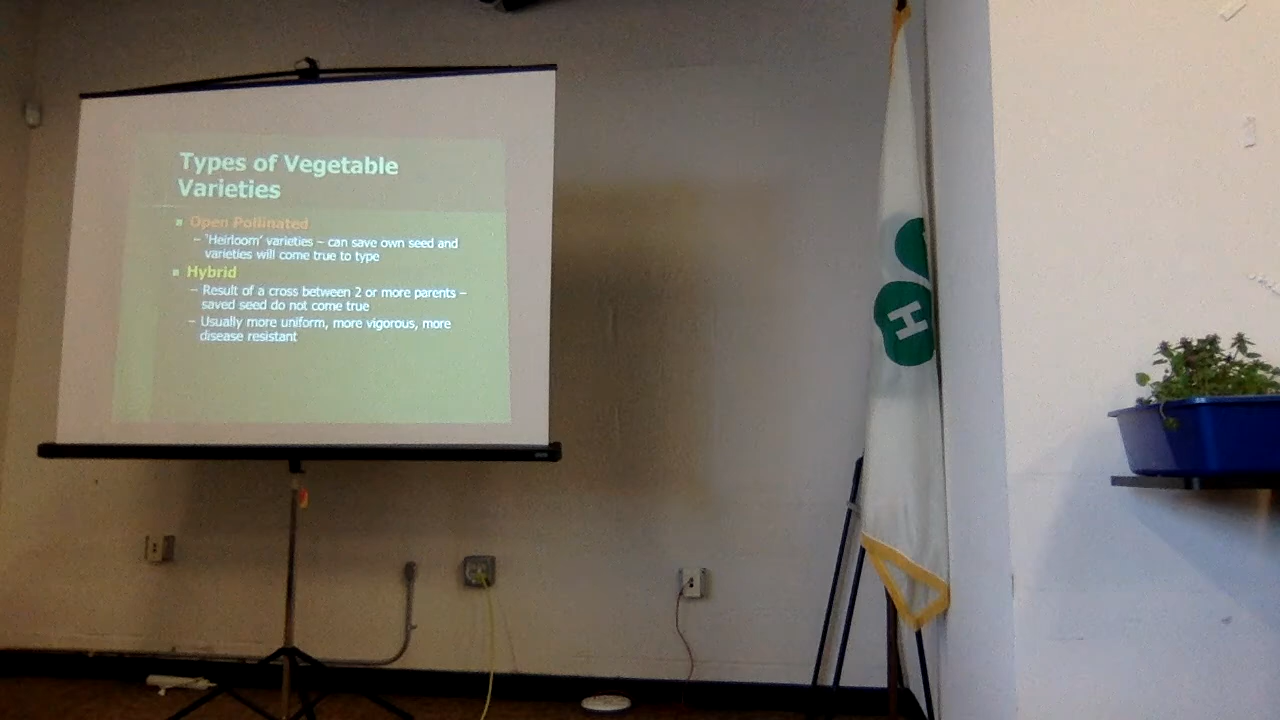 Types of Vegetable
Varieties
Open Pollinated
– 'Heirloom' varieties – can save own seed and
varieties will come true to type
Hybrid
– Result of a cross between 2 or more parents –
saved seed do not come true
– Usually more uniform, more vigorous, more
disease resistant
H